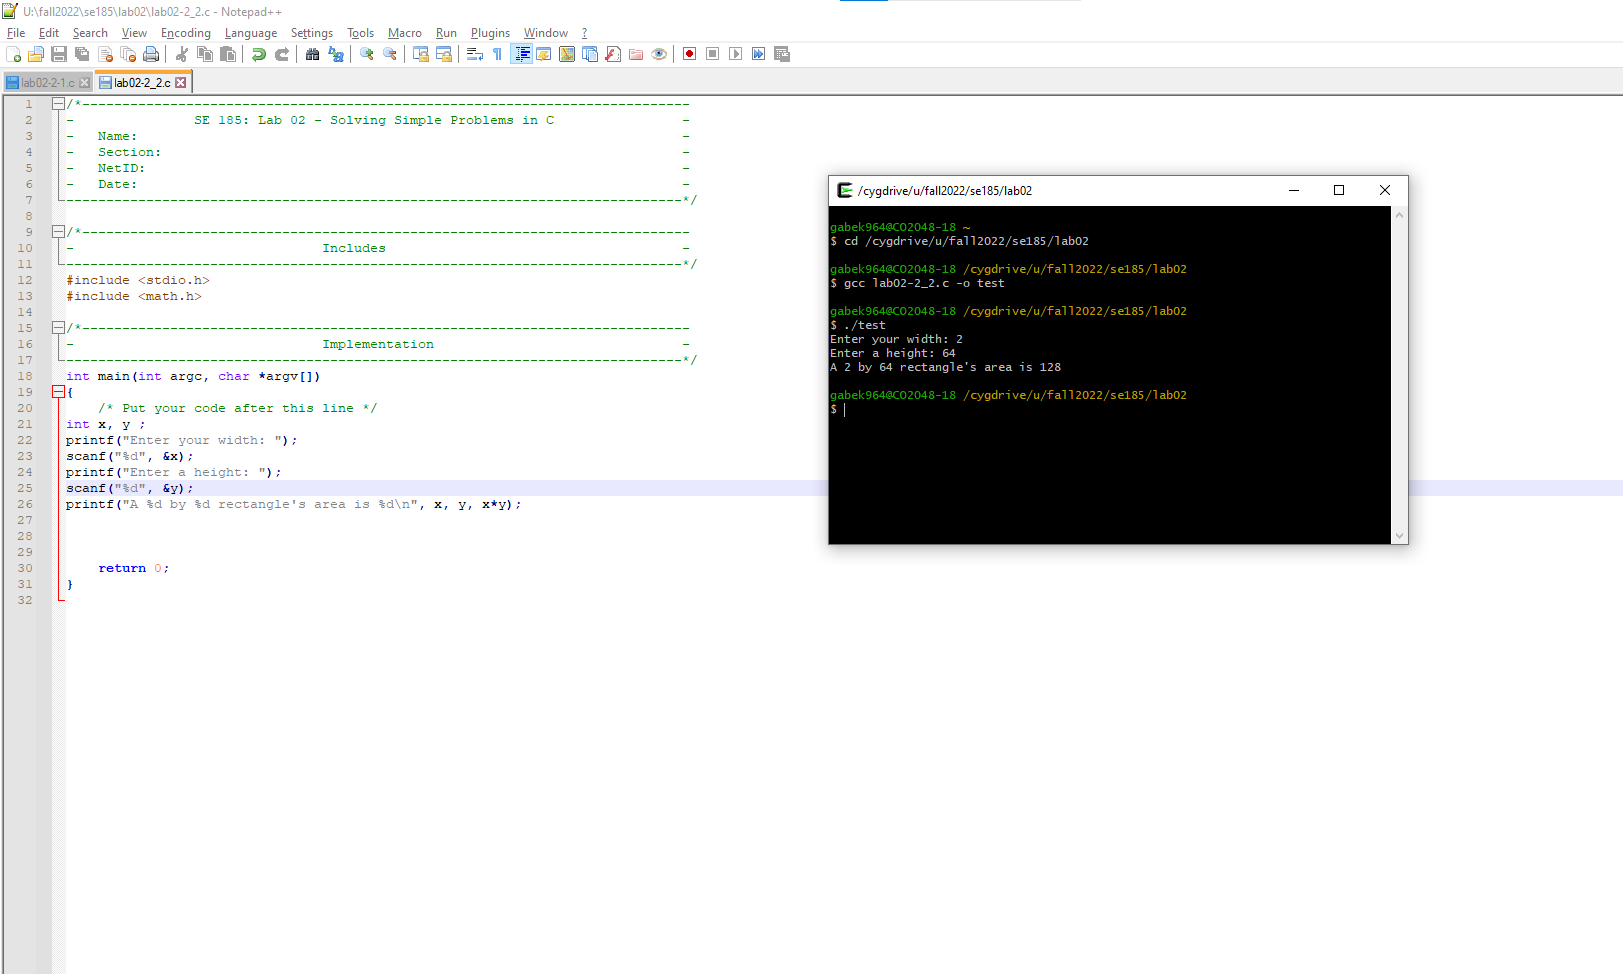 U:\fall2022\se185\lab02\lab02-2_2.c - Notepad++
File Edit Search View Encoding Language Settings Tools Macro Run Plugins Window ?
lab02-2-1.c lab02-2_2.c
1 /*----------------------------------------------------------------------------
2 - SE 185: Lab 02 - Solving Simple Problems in C -
3 - Name: -
4 - Section: -
5 - NetID: -
6 - Date: -
7 -----------------------------------------------------------------------------*/
8
9 /*----------------------------------------------------------------------------
10 - Includes -
11 -----------------------------------------------------------------------------*/
12 #include <stdio.h>
13 #include <math.h>
14
15 /*----------------------------------------------------------------------------
16 - Implementation -
17 -----------------------------------------------------------------------------*/
18 int main(int argc, char *argv[])
19 {
20 /* Put your code after this line */
21 int x, y ;
22 printf("Enter your width: ");
23 scanf("%d", &x);
24 printf("Enter a height: ");
25 scanf("%d", &y);
26 printf("A %d by %d rectangle's area is %d\n", x, y, x*y);
27
28
29
30 return 0;
31 }
32
/cygdrive/u/fall2022/se185/lab02
gabek964@CO2048-18 ~
$ cd /cygdrive/u/fall2022/se185/lab02
gabek964@CO2048-18 /cygdrive/u/fall2022/se185/lab02
$ gcc lab02-2_2.c -o test
gabek964@CO2048-18 /cygdrive/u/fall2022/se185/lab02
$ ./test
Enter your width: 2
Enter a height: 64
A 2 by 64 rectangle's area is 128
gabek964@CO2048-18 /cygdrive/u/fall2022/se185/lab02
$